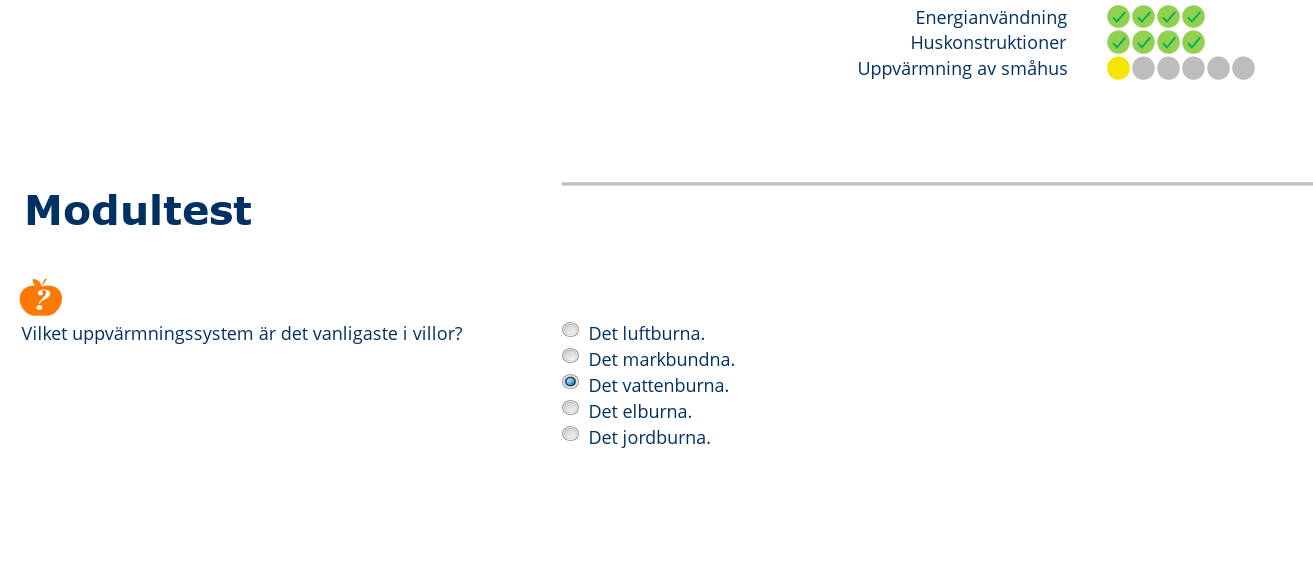 Energianvändning
Huskonstruktioner
Uppvärmning av småhus
Modultest
?
Vilket uppvärmningssystem är det vanligaste i villor?
Det luftburna.
Det markbundna.
Det vattenburna.
Det elburna.
Det jordburna.